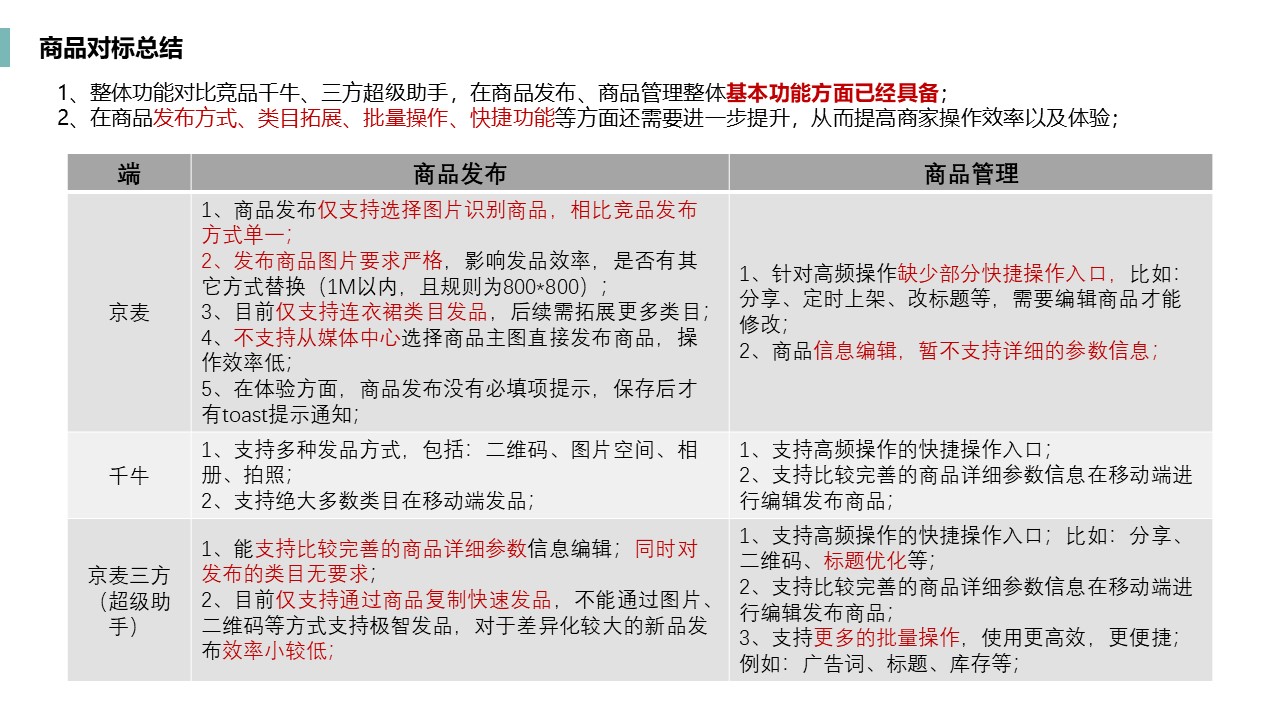 商品对标总结
1、整体功能对比竞品千牛、三方超级助手，在商品发布、商品管理整体基本功能方面已经具备；
2、在商品发布方式、类目拓展、批量操作、快捷功能等方面还需要进一步提升，从而提高商家操作效率以及体验；
端
商品发布
商品管理
京麦
1、商品发布仅支持选择图片识别商品，相比竞品发布
方式单一；
2、发布商品图片要求严格，影响发品效率，是否有其
它方式替换（1M以内，且规则为800*800）；
3、目前仅支持连衣裙类目发品，后续需拓展更多类目；
4、不支持从媒体中心选择商品主图直接发布商品，操
作效率低；
5、在体验方面，商品发布没有必填项提示，保存后才
有toast提示通知；
1、针对高频操作缺少部分快捷操作入口，比如：
分享、定时上架、改标题等，需要编辑商品才能
修改；
2、商品信息编辑，暂不支持详细的参数信息；
千牛
1、支持多种发品方式，包括：二维码、图片空间、相
册、拍照；
2、支持绝大多数类目在移动端发品；
1、支持高频操作的快捷操作入口；
2、支持比较完善的商品详细参数信息在移动端进
行编辑发布商品；
京麦三方
（超级助
手）
1、能支持比较完善的商品详细参数信息编辑；同时对
发布的类目无要求；
2、目前仅支持通过商品复制快速发品，不能通过图片、
二维码等方式支持极智发品，对于差异化较大的新品发
布效率小较低；
1、支持高频操作的快捷操作入口；比如：分享、
二维码、标题优化等；
2、支持比较完善的商品详细参数信息在移动端进
行编辑发布商品；
3、支持更多的批量操作，使用更高效，更便捷；
例如：广告词、标题、库存等；